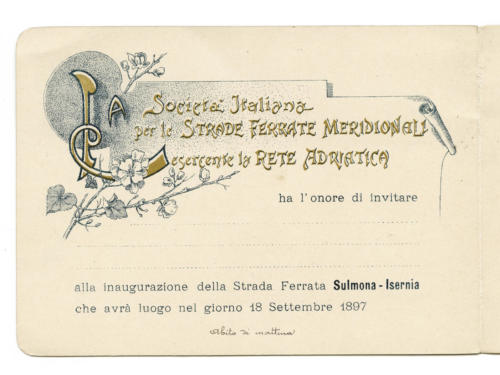 La Società Italiana
per le STRADE FERRATE MERIDIONALI
esercente la RETE ADRIATICA
ha l'onore di invitare
alla inaugurazione della Strada Ferrata Sulmona - Isernia
che avrà luogo nel giorno 18 Settembre 1897
Abito di mattina